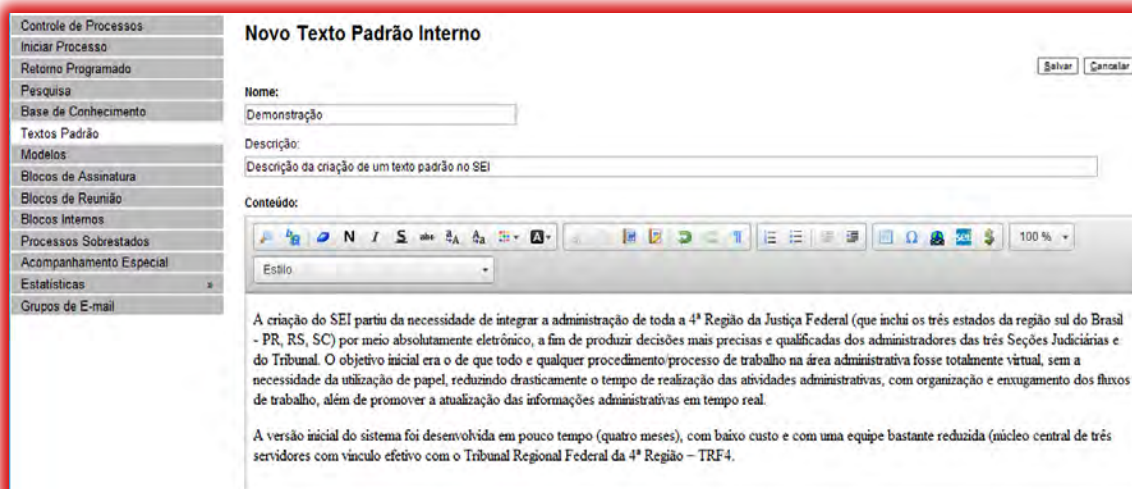 Controle de Processos
Iniciar Processo
Retorno Programado
Pesquisa
Base de Conhecimento
Textos Padrão
Modelos
Blocos de Assinatura
Blocos de Reunião
Blocos Internos
Processos Sobrestados
Acompanhamento Especial
Estatísticas »
Grupos de E-mail
Novo Texto Padrão Interno
Salvar Cancelar
Nome:
Demonstração
Descrição:
Descrição da criação de um texto padrão no SEI
Conteúdo:
N I S abc
100 %
Estilo
A criação do SEI partiu da necessidade de integrar a administração de toda a 4ª Região da Justiça Federal (que inclui os três estados da região sul do Brasil
- PR, RS, SC) por meio absolutamente eletrônico, a fim de produzir decisões mais precisas e qualificadas dos administradores das três Seções Judiciárias e
do Tribunal. O objetivo inicial era o de que todo e qualquer procedimento/processo de trabalho na área administrativa fosse totalmente virtual, sem a
necessidade da utilização de papel, reduzindo drasticamente o tempo de realização das atividades administrativas, com organização e enxugamento dos fluxos
de trabalho, além de promover a atualização das informações administrativas em tempo real.
A versão inicial do sistema foi desenvolvida em pouco tempo (quatro meses), com baixo custo e com uma equipe bastante reduzida (núcleo central de três
servidores com vínculo efetivo com o Tribunal Regional Federal da 4ª Região – TRF4.